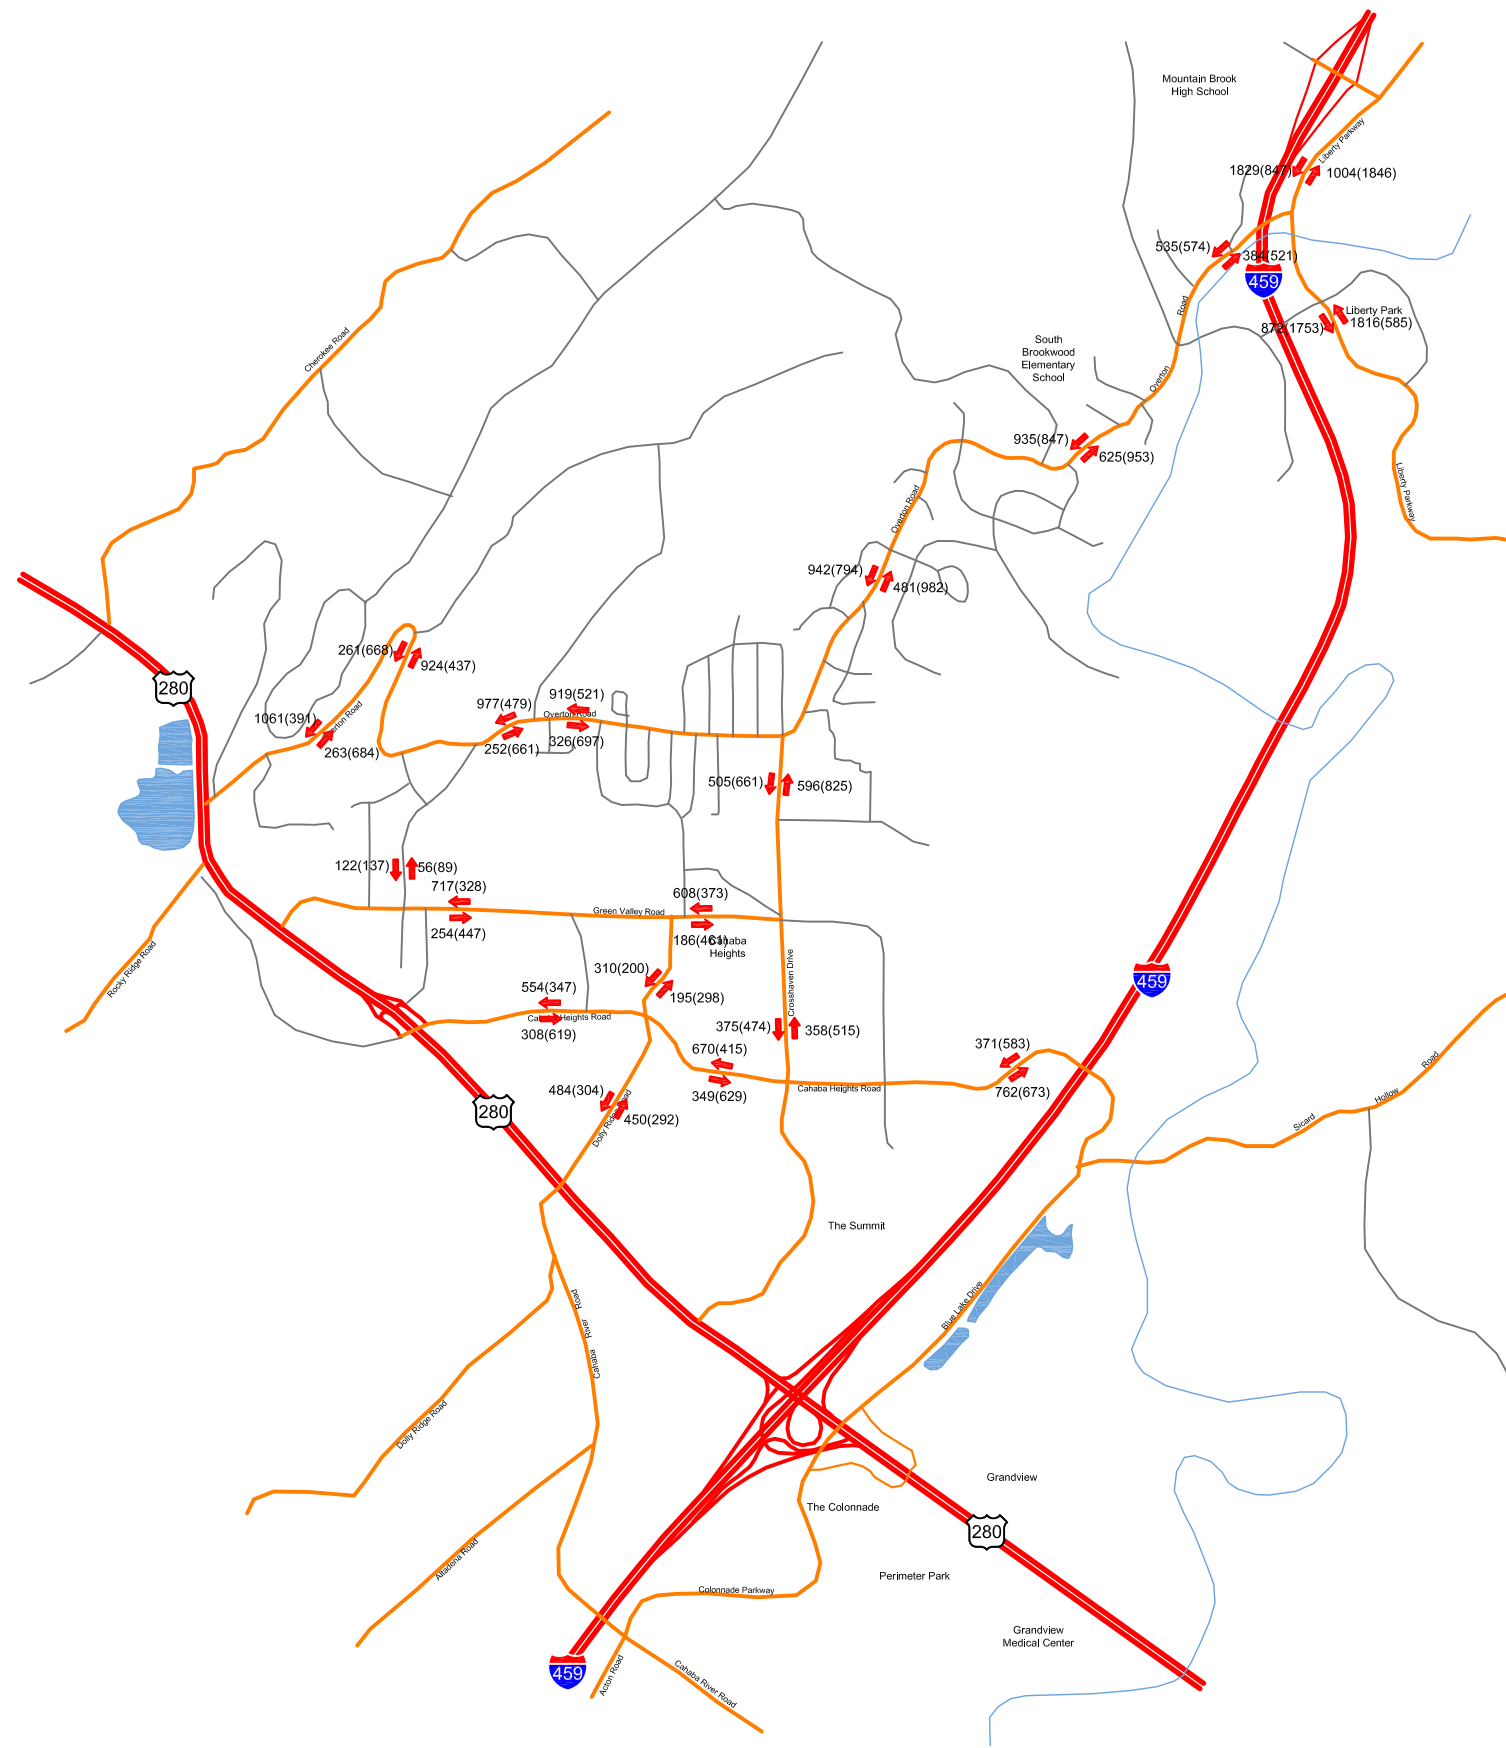 Mountain Brook
High School
Liberty Parkway
1829(847)
1004(1846)
535(574)
384(521)
459
Liberty Park
872(1753)
1816(585)
Road
South
Brookwood
Elementary
School
Cherokee Road
Overton
935(847)
625(953)
Liberty Parkway
Overton Road
942(794)
481(982)
261(668)
924(437)
280
977(479)
919(521)
Overton Road
252(661)
326(697)
1061(391)
Overton Road
263(684)
505(661)
596(825)
122(137)
56(89)
717(328)
254(447)
608(373)
Green Valley Road
186(461)
Cahaba
Heights
Rocky Ridge Road
310(200)
195(298)
Crosshaven Drive
459
554(347)
Cahaba Heights Road
308(619)
375(474)
358(515)
670(415)
349(629)
371(583)
762(673)
Cahaba Heights Road
484(304)
450(292)
Dolly Ridge Road
280
Sicard
Hollow
Road
The Summit
Blue Lake Drive
Cahaba
River
Road
Dolly Ridge Road
Grandview
The Colonnade
280
Altadena Road
Perimeter Park
Colonnade Parkway
Grandview
Medical Center
459
Acton Road
Cahaba River Road